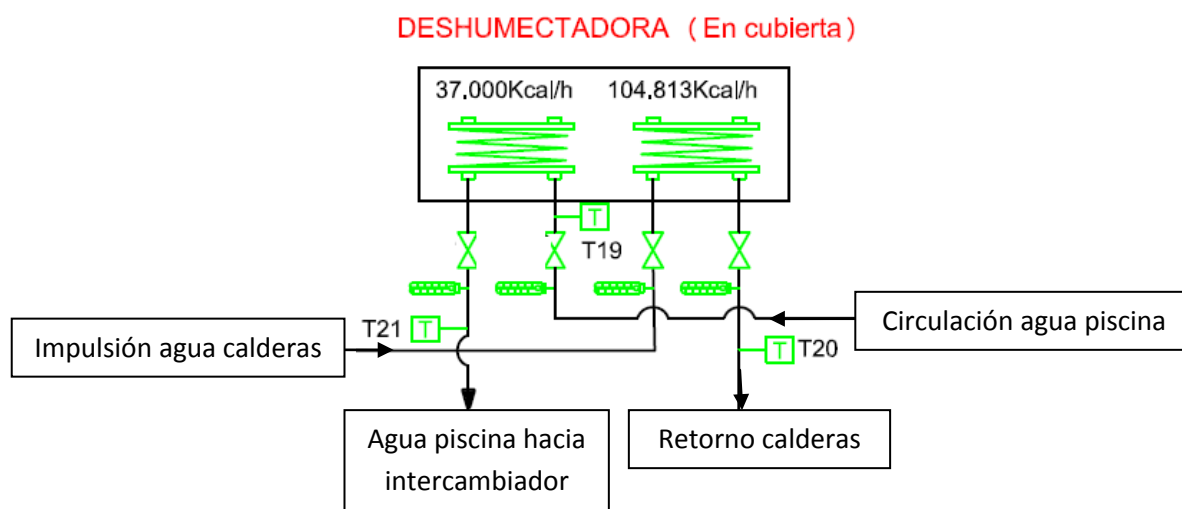 DESHUMECTADORA ( En cubierta )
37,000Kcal/h 104,813Kcal/h
T
T19
T21 T
Impulsión agua calderas
Circulación agua piscina
T T20
Agua piscina hacia
intercambiador
Retorno calderas